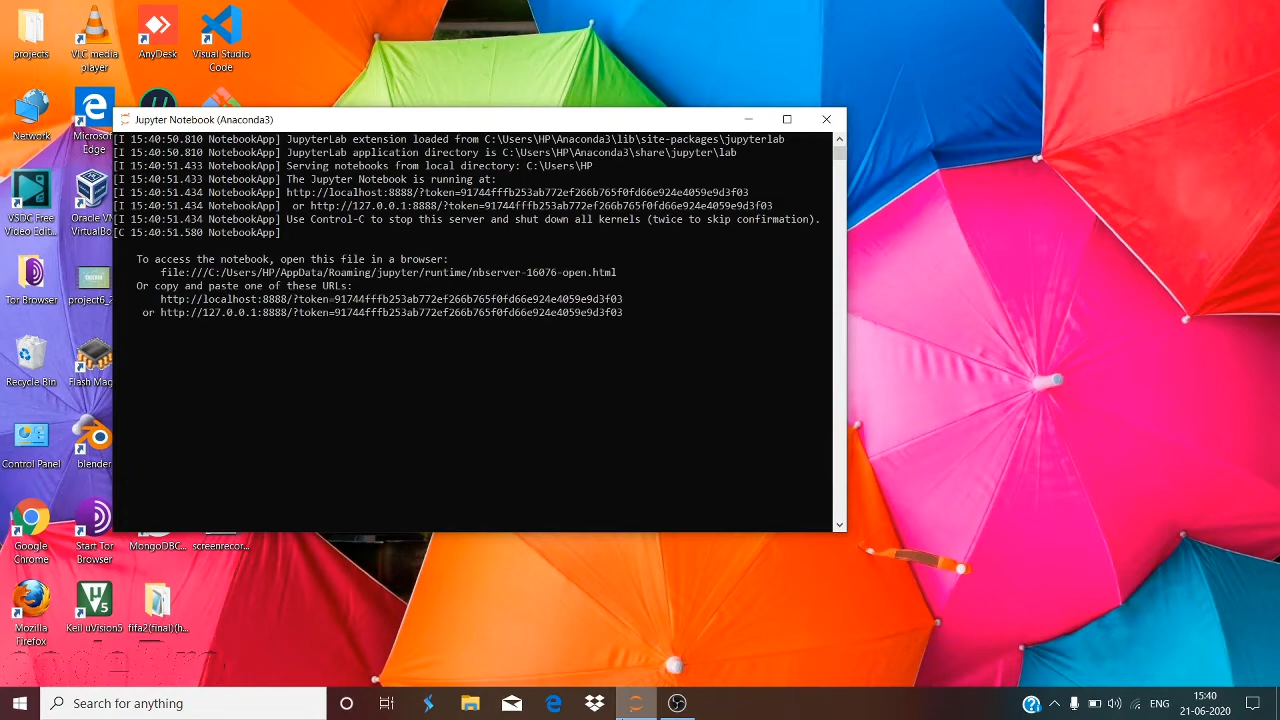 projects
VLC media player
AnyDesk
Visual Studio Code
Network
Microsof
Edge
Jupyter Notebook (Anaconda3)
[I 15:40:50.810 NotebookApp] JupyterLab extension loaded from C:\Users\HP\Anaconda3\lib\site-packages\jupyterlab
[I 15:40:50.810 NotebookApp] JupyterLab application directory is C:\Users\HP\Anaconda3\share\jupyter\lab
[I 15:40:51.433 NotebookApp] Serving notebooks from local directory: C:\Users\HP
[I 15:40:51.433 NotebookApp] The Jupyter Notebook is running at:
[I 15:40:51.434 NotebookApp] http://localhost:8888/?token=91744fffb253ab772ef266b765f0fd66e924e4059e9d3f03
[I 15:40:51.434 NotebookApp]  or http://127.0.0.1:8888/?token=91744fffb253ab772ef266b765f0fd66e924e4059e9d3f03
[I 15:40:51.434 NotebookApp] Use Control-C to stop this server and shut down all kernels (twice to skip confirmation).
[C 15:40:51.580 NotebookApp]
To access the notebook, open this file in a browser:
file:///C:/Users/HP/AppData/Roaming/jupyter/runtime/nbserver-16076-open.html
Or copy and paste one of these URLs:
http://localhost:8888/?token=91744fffb253ab772ef266b765f0fd66e924e4059e9d3f03
or http://127.0.0.1:8888/?token=91744fffb253ab772ef266b765f0fd66e924e4059e9d3f03
VSDC Free
Video Edit...
Oracle VM
VirtualBo
Tor Browser
project6_2
Recycle Bin
Flash Mag
Control Panel
blender
Google
Chrome
Start Tor
Browser
MongoDBC...
screenrecor...
Mozilla
Firefox
Keil uVision5
fifa2(final)(h...
Search for anything
ENG
15:40
21-06-2020